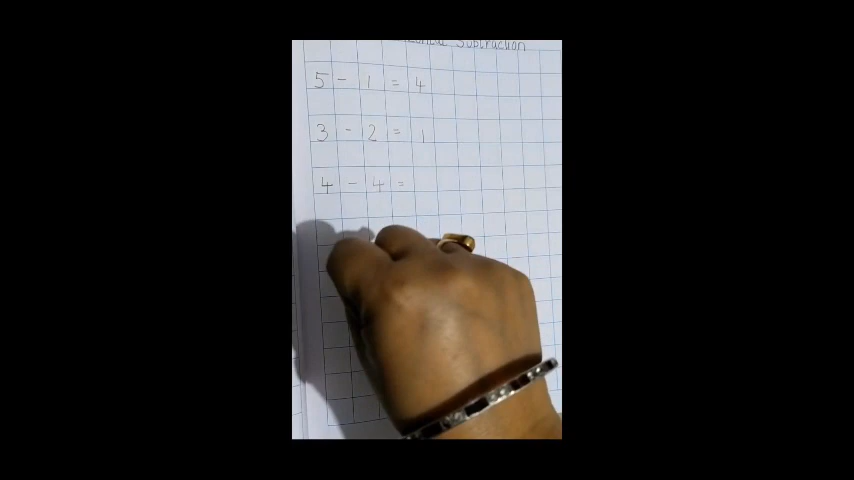 Subtraction
5 - 1 = 4
3 - 2 = 1
4 - 4 =